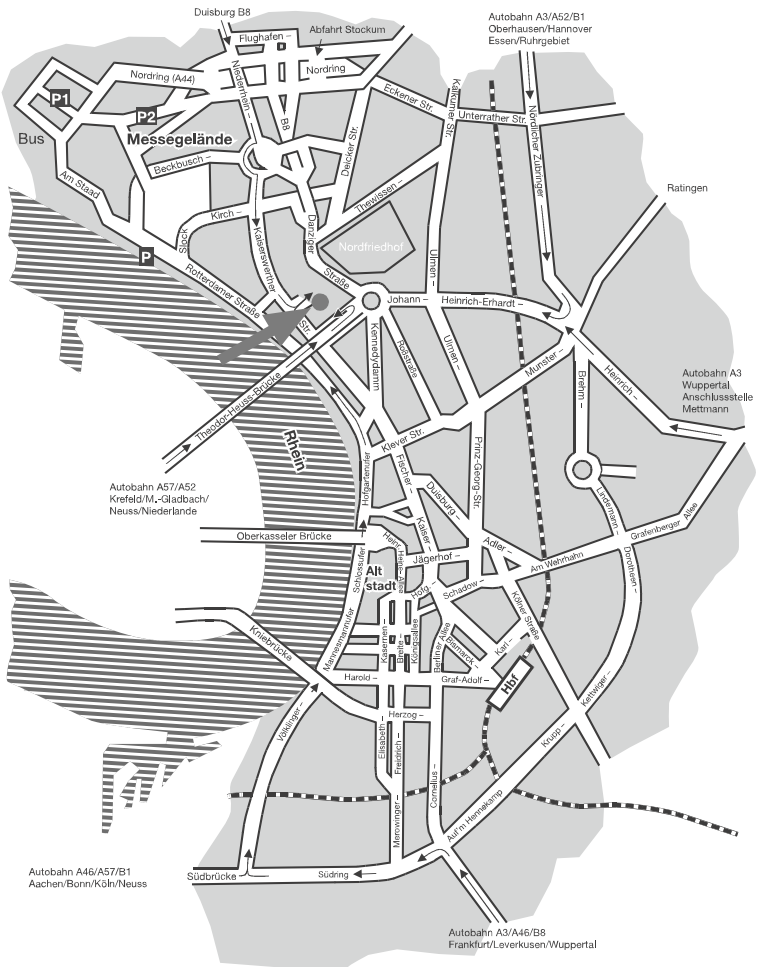 Duisburg B8
Flughafen –
Abfahrt Stockum
Autobahn A3/A52/B1
Oberhausen/Hannover
Essen/Ruhrgebiet
Nordring (A44)
Niederrhein –
Nordring
B8
P1
P2
Eckener Str.
Kalkumer Str.
Unterrather Str.
Nördlicher Zubringer
Bus
Messegelände
Beckbusch –
Deicker Str.
Am Staad
Thewissen –
Ratingen
Kirch –
Slock
Danziger
Straße
Nordfriedhof
Kaiserswerther
Str.
Ulmen –
P
Rotterdamer Straße
Johann –
Heinrich-Erhardt –
Kennedydamm
Roßstraße
Ulmen –
Münster –
Brehm –
Heinrich –
Autobahn A3
Wuppertal
Anschlussstelle
Mettmann
Theodor-Heuss-Brücke
Rhein
Klever Str.
Fischer –
Prinz-Georg-Str.
Autobahn A57/A52
Krefeld/M.-Gladbach/
Neuss/Niederlande
Hofgartenufer
Duisburg –
Kaiser –
Lindemann –
Grafenberger Allee
Oberkasseler Brücke
Heinr. Heine-Allee
Jägerhof –
Adler –
Am Wehrhahn
Dorotheen –
Schlossufer
Alt
stadt
Hofg.
Schadow –
Kölner Straße
Kniebrücke
Mannesmannufer
Kasernen –
Breite –
Königsallee
Berliner Allee
Bismarck –
Karl –
Harold –
Graf-Adolf –
Hbf
Kettwiger –
Völklinger –
Herzog –
Elisabeth –
Freidrich –
Krupp –
Merowinger –
Cornelius –
Auf'm Hennekamp
Autobahn A46/A57/B1
Aachen/Bonn/Köln/Neuss
Südbrücke
Südring
Autobahn A3/A46/B8
Frankfurt/Leverkusen/Wuppertal